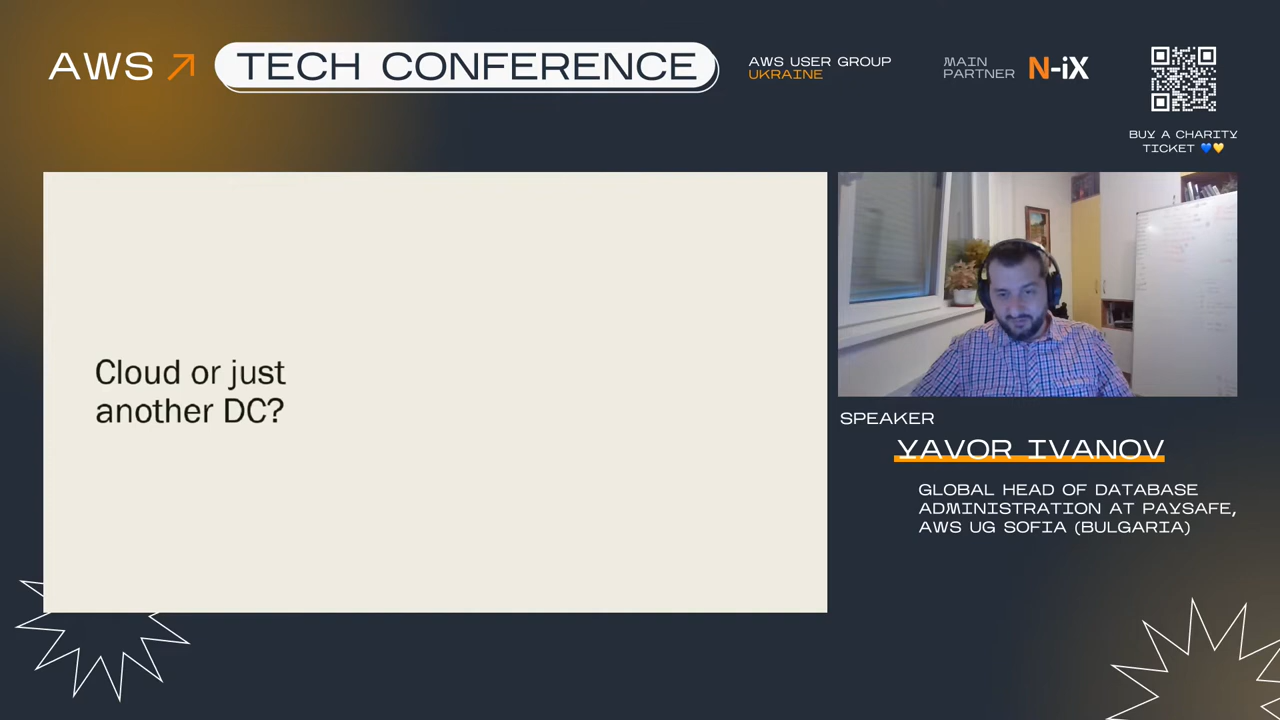 AWS
TECH CONFERENCE
AWS USER GROUP
UKRAINE
MAIN
PARTNER
N-iX
BUY A CHARITY
TICKET 💙💛
Cloud or just
another DC?
SPEAKER
YAVOR IVANOV
GLOBAL HEAD OF DATABASE
ADMINISTRATION AT PAYSAFE,
AWS UG SOFIA (BULGARIA)